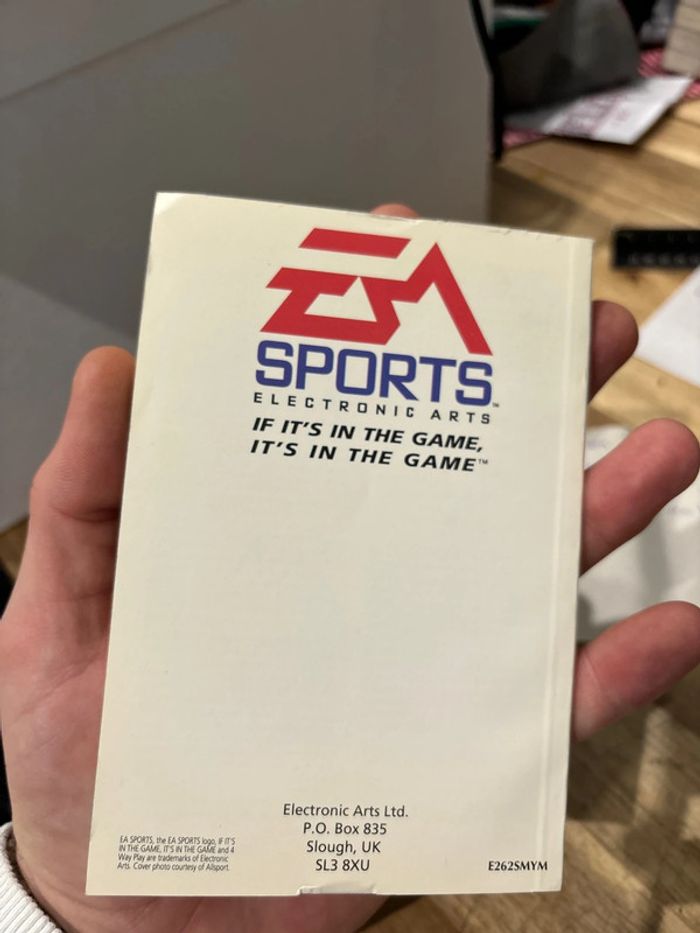 EA
SPORTS™
ELECTRONIC ARTS
IF IT'S IN THE GAME,
IT'S IN THE GAME™
Electronic Arts Ltd.
P.O. Box 835
Slough, UK
SL3 8XU
EA SPORTS, the EA SPORTS logo, IF IT'S
IN THE GAME, IT'S IN THE GAME and 4
Way Play are trademarks of Electronic
Arts. Cover photo courtesy of Allsport.
E262SMYM